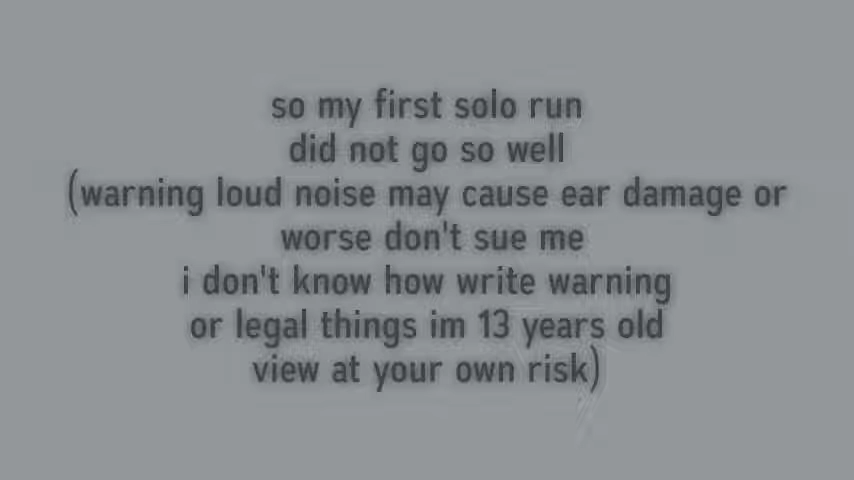 so my first solo run
did not go so well
(warning loud noise may cause ear damage or
worse don't sue me
i don't know how write warning
or legal things im 13 years old
view at your own risk)